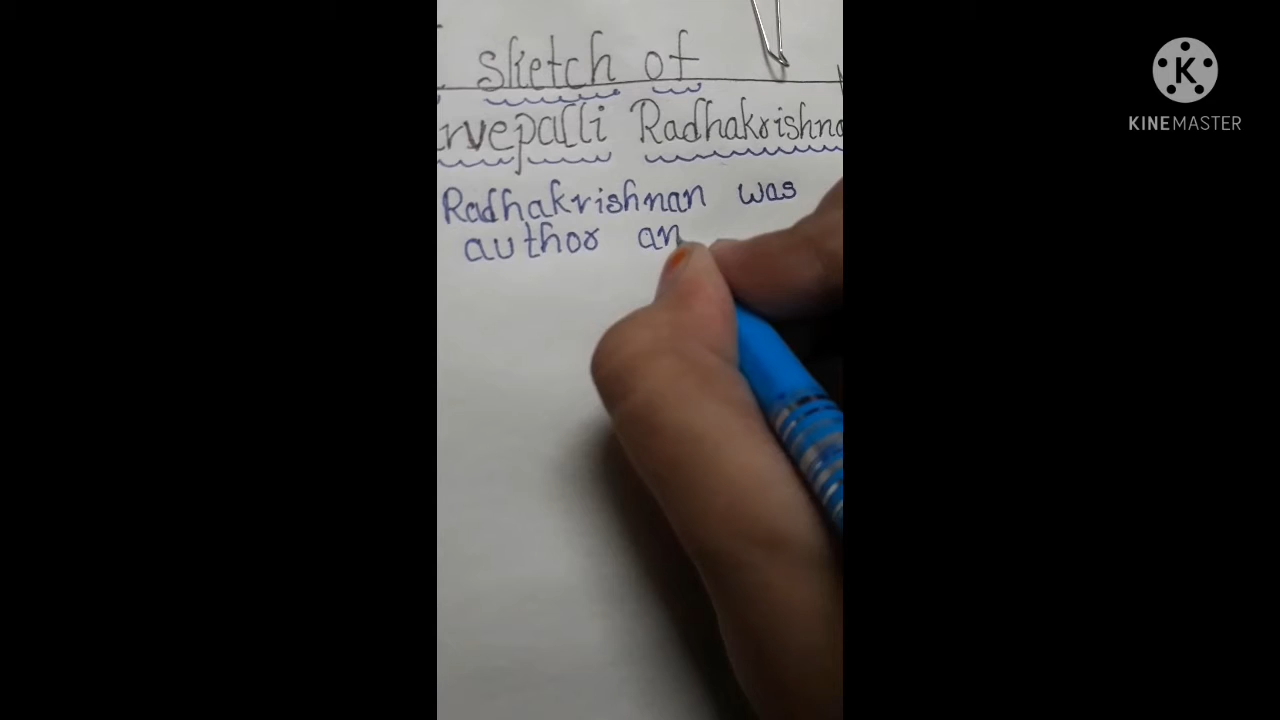 sketch of
rvepalli Radhakrishna
Radhakrishnan was
author an
KINEMASTER